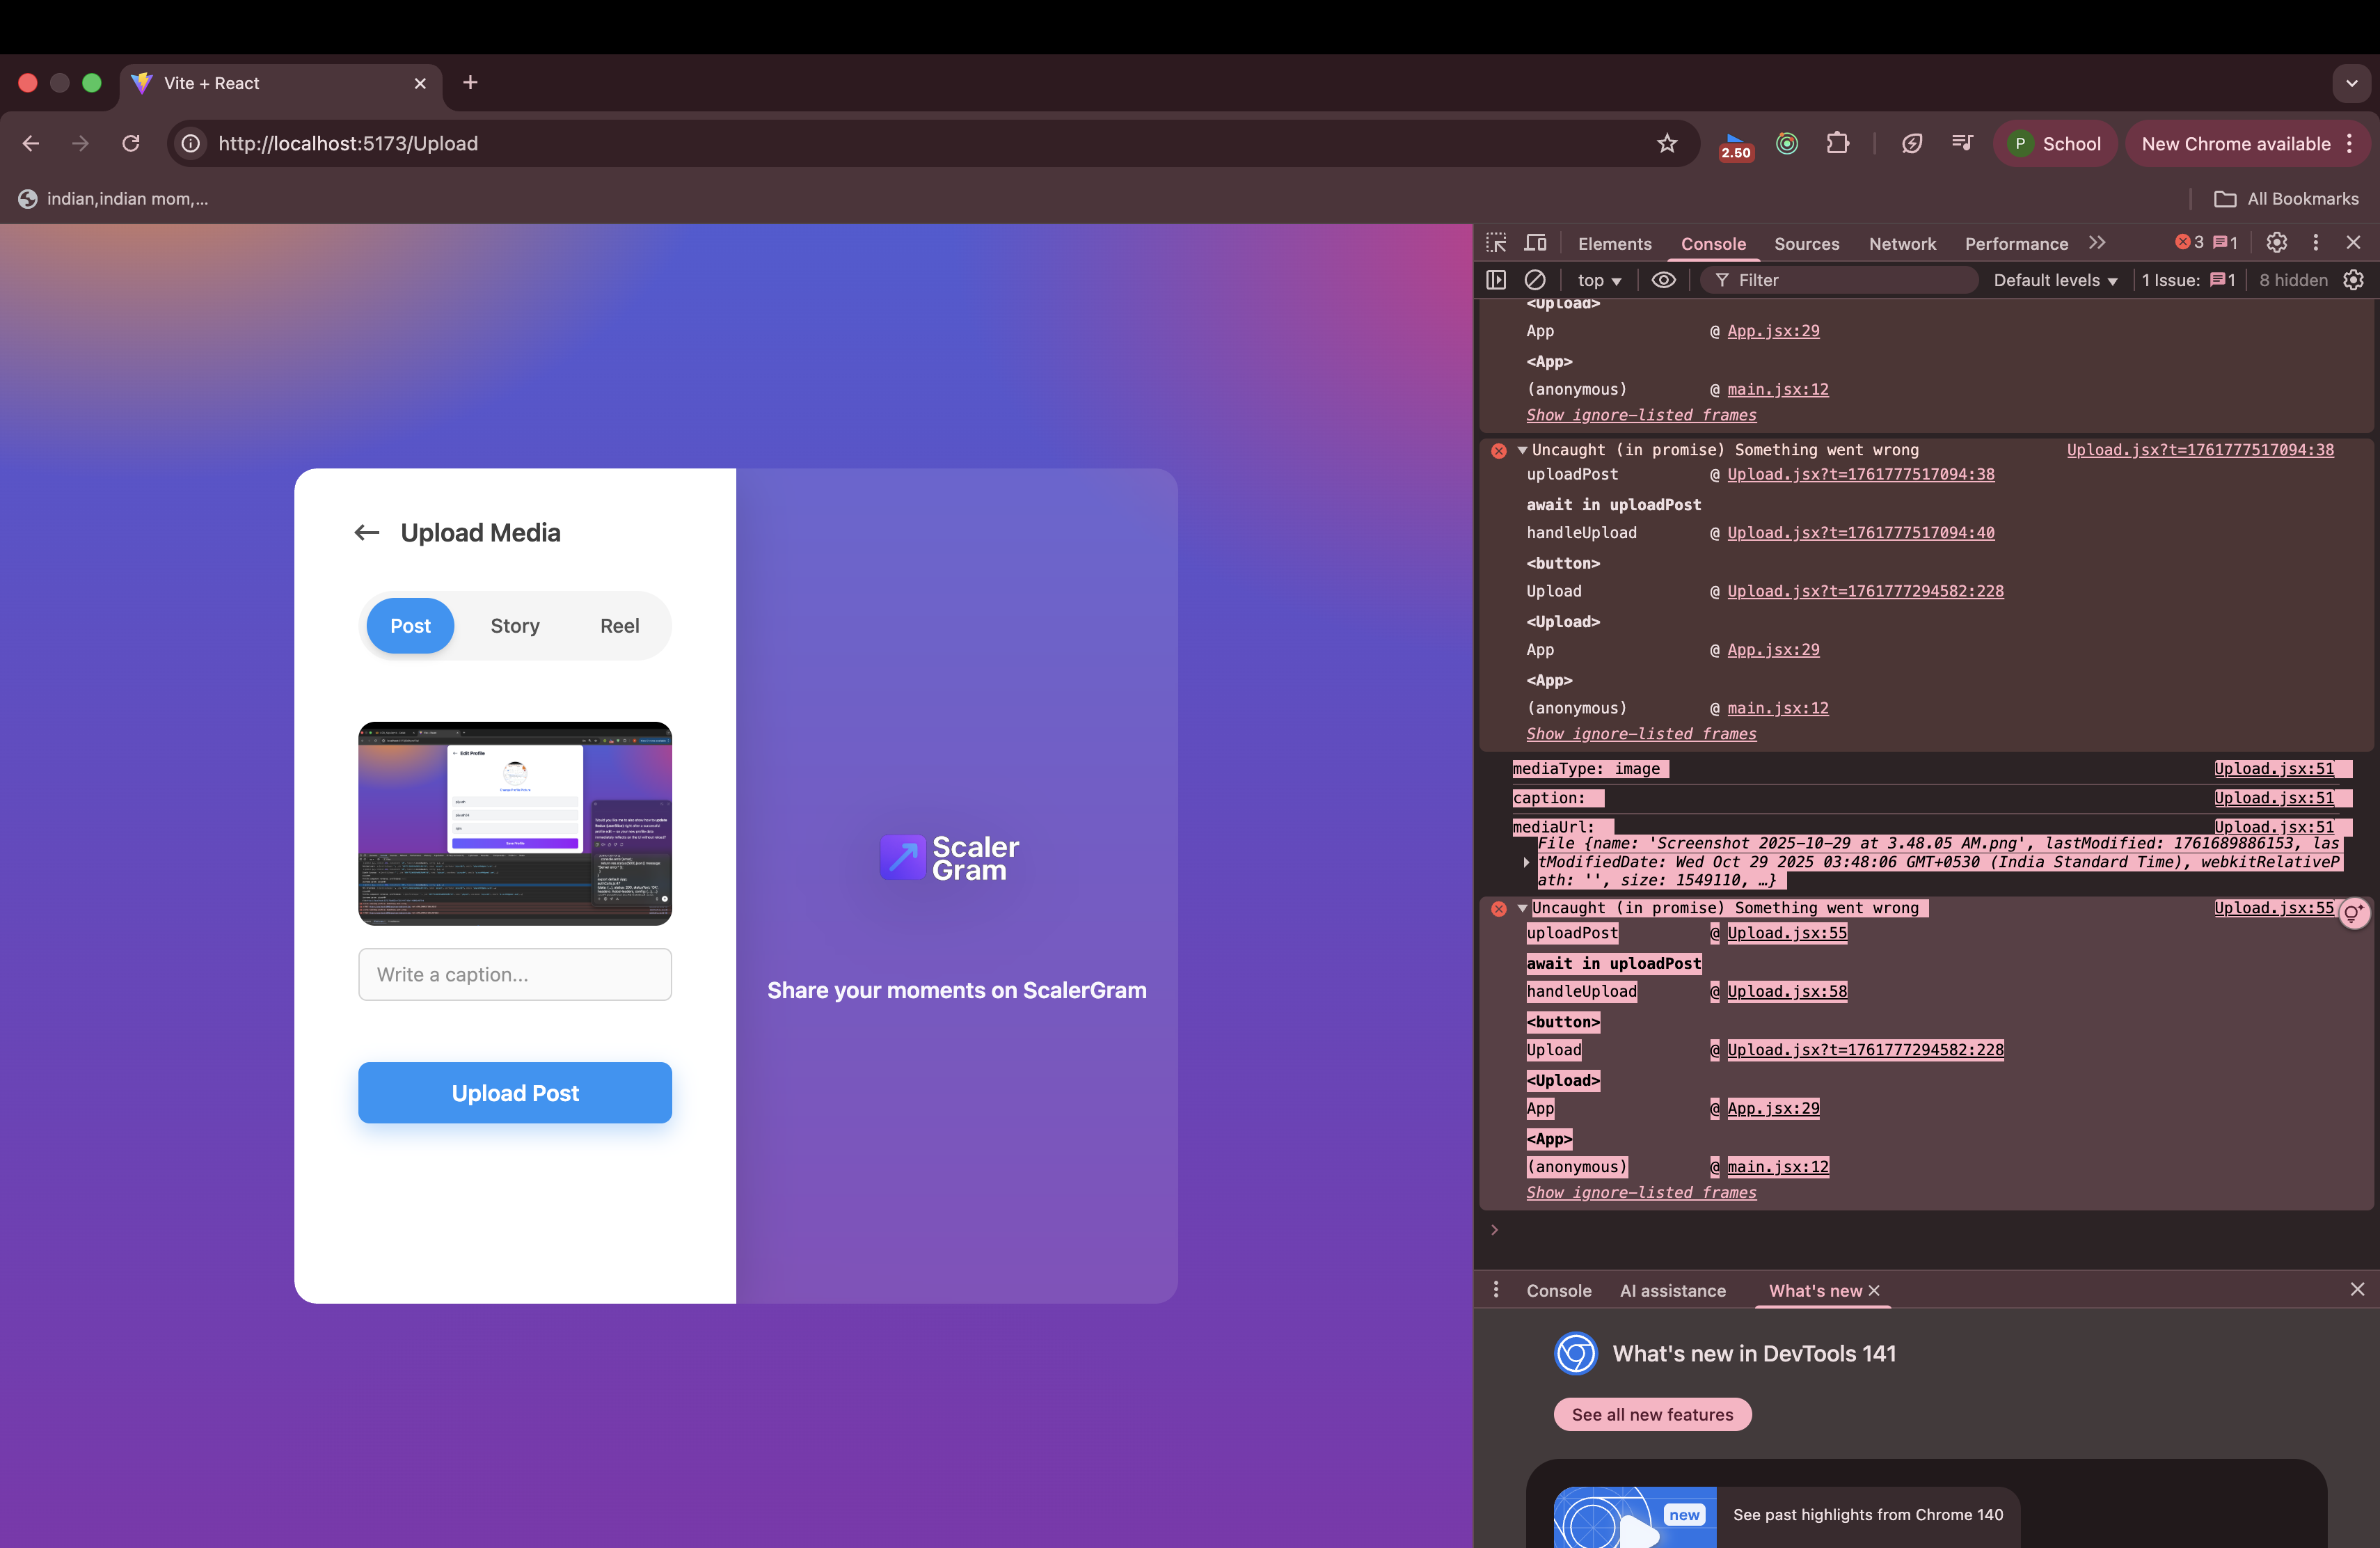 Vite + React
http://localhost:5173/Upload
2.50
P School
New Chrome available
indian,indian mom,...
All Bookmarks
Upload Media
Post Story Reel
Edit Profile
Save Profile
Write a caption...
Upload Post
Scaler
Gram
Share your moments on ScalerGram
Elements Console Sources Network Performance 3 1
top Filter Default levels 1 Issue: 1 8 hidden
<Upload>
App @ App.jsx:29
<App>
(anonymous) @ main.jsx:12
Show ignore-listed frames
Uncaught (in promise) Something went wrong Upload.jsx?t=1761777517094:38
uploadPost @ Upload.jsx?t=1761777517094:38
await in uploadPost
handleUpload @ Upload.jsx?t=1761777517094:40
<button>
Upload @ Upload.jsx?t=1761777294582:228
<Upload>
App @ App.jsx:29
<App>
(anonymous) @ main.jsx:12
Show ignore-listed frames
mediaType: image Upload.jsx:51
caption: Upload.jsx:51
mediaUrl: Upload.jsx:51
File {name: 'Screenshot 2025-10-29 at 3.48.05 AM.png', lastModified: 1761689886153, las
tModifiedDate: Wed Oct 29 2025 03:48:06 GMT+0530 (India Standard Time), webkitRelativeP
ath: '', size: 1549110, …}
Uncaught (in promise) Something went wrong Upload.jsx:55
uploadPost @ Upload.jsx:55
await in uploadPost
handleUpload @ Upload.jsx:58
<button>
Upload @ Upload.jsx?t=1761777294582:228
<Upload>
App @ App.jsx:29
<App>
(anonymous) @ main.jsx:12
Show ignore-listed frames
Console AI assistance What's new
What's new in DevTools 141
See all new features
new
See past highlights from Chrome 140